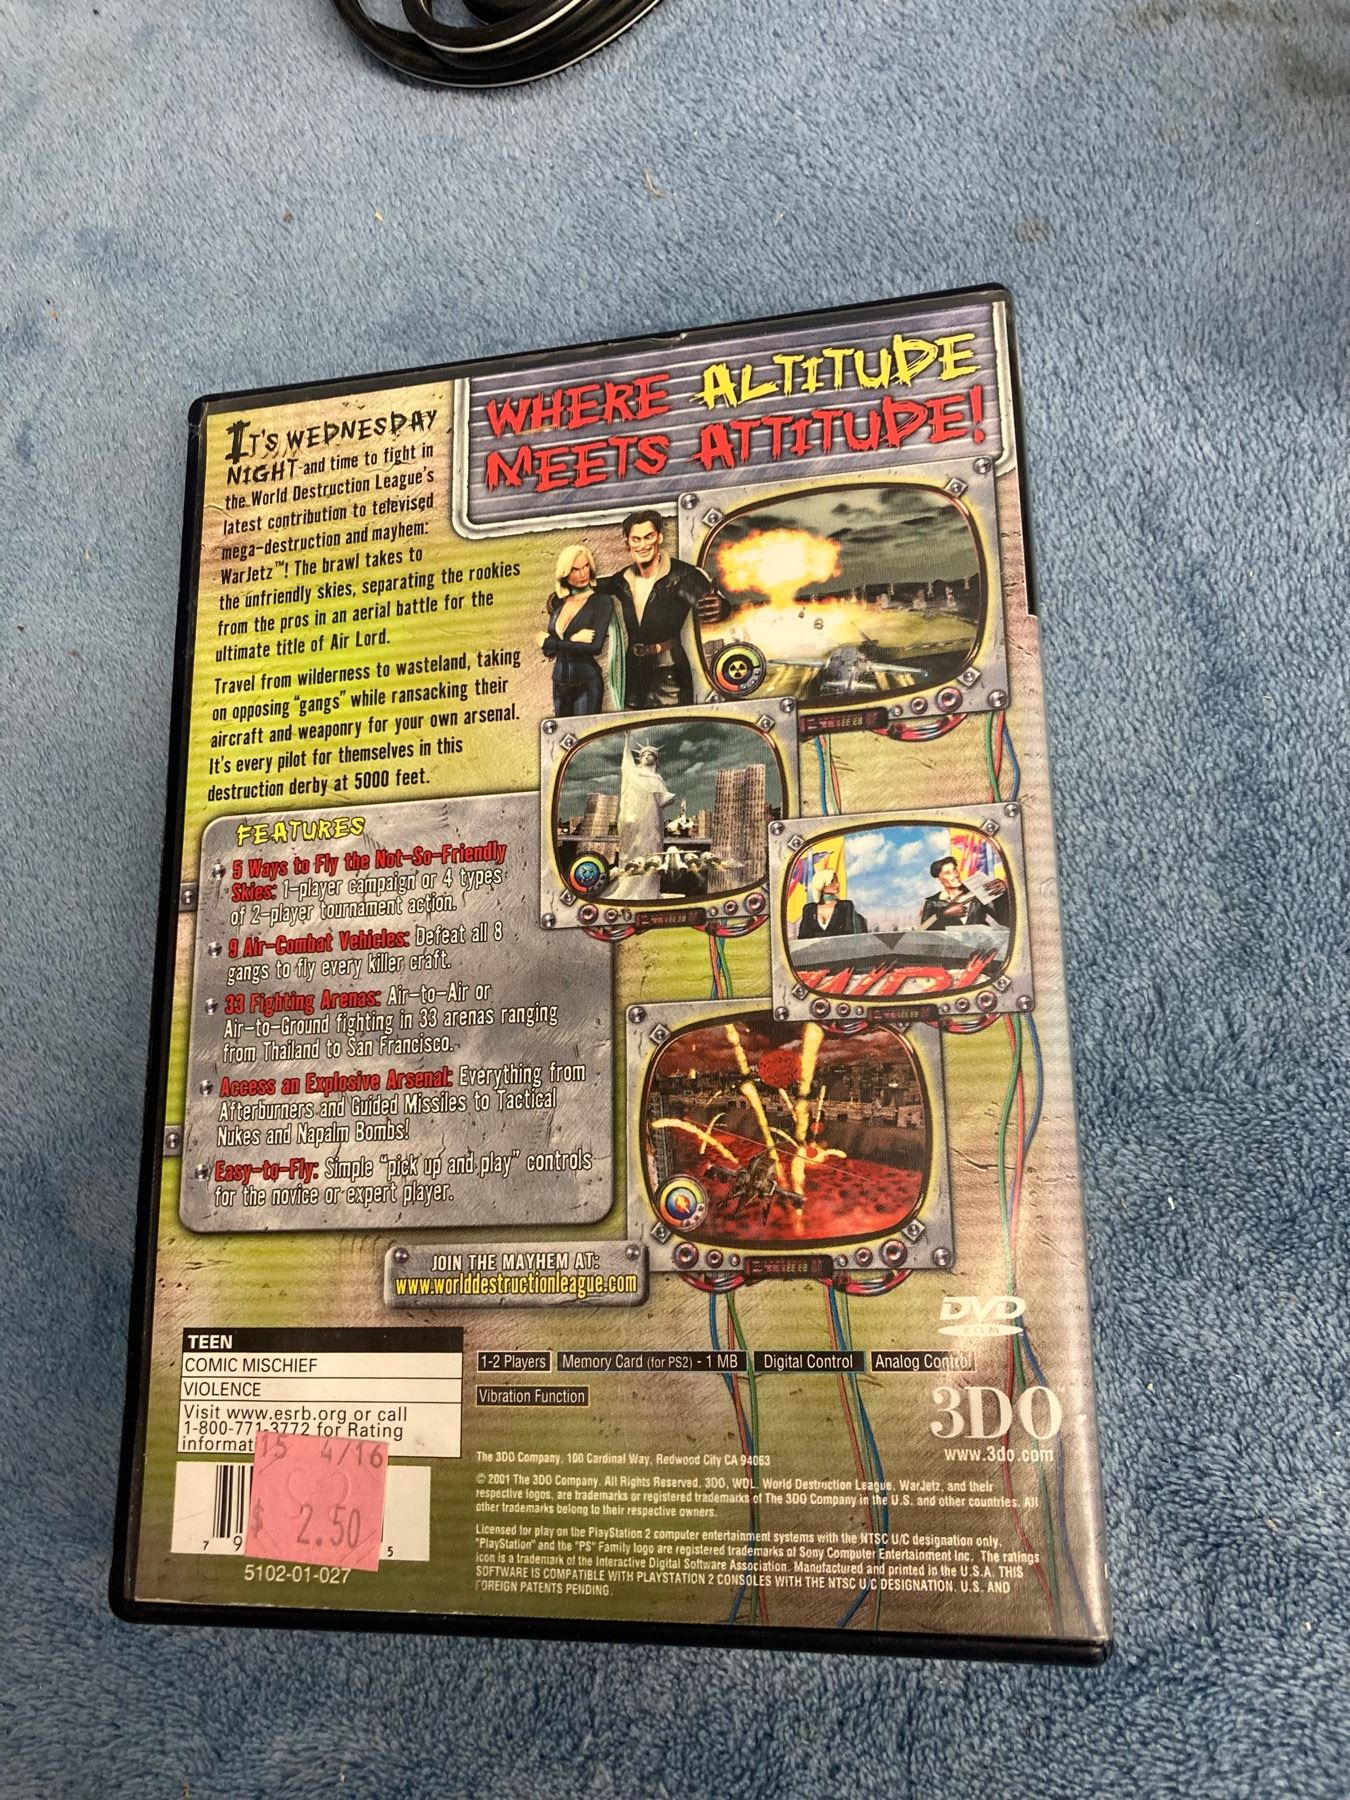 WHERE ALTITUDE
MEETS ATTITUDE!
IT'S WEDNESDAY
NIGHT and time to fight in
the World Destruction League's
latest contribution to televised
mega-destruction and mayhem:
WarJetz™! The brawl takes to
the unfriendly skies, separating the rookies
from the pros in an aerial battle for the
ultimate title of Air Lord.
Travel from wilderness to wasteland, taking
on opposing "gangs" while ransacking their
aircraft and weaponry for your own arsenal.
It's every pilot for themselves in this
destruction derby at 5000 feet.
FEATURES
5 Ways to Fly the Not-So-Friendly
Skies: 1-player campaign or 4 types
of 2-player tournament action.
9 Air-Combat Vehicles: Defeat all 8
gangs to fly every killer craft.
33 Fighting Arenas: Air-to-Air or
Air-to-Ground fighting in 33 arenas ranging
from Thailand to San Francisco.
Access an Explosive Arsenal: Everything from
Afterburners and Guided Missiles to Tactical
Nukes and Napalm Bombs!
Easy-to-Fly: Simple "pick up and play" controls
for the novice or expert player.
JOIN THE MAYHEM AT:
www.worlddestructionleague.com
DVD
ROM
TEEN
COMIC MISCHIEF
VIOLENCE
Visit www.esrb.org or call
1-800-771-3772 for Rating
informat
15 4/16
$ 2.50
7 9 5
5102-01-027
1-2 Players Memory Card (for PS2) - 1 MB Digital Control Analog Control
Vibration Function
3DO
www.3do.com
The 3DO Company, 100 Cardinal Way, Redwood City CA 94063
© 2001 The 3DO Company. All Rights Reserved. 3DO, WDL, World Destruction League, WarJetz, and their
respective logos, are trademarks or registered trademarks of The 3DO Company in the U.S. and other countries. All
other trademarks belong to their respective owners.
Licensed for play on the PlayStation 2 computer entertainment systems with the NTSC U/C designation only.
"PlayStation" and the "PS" Family logo are registered trademarks of Sony Computer Entertainment Inc. The ratings
icon is a trademark of the Interactive Digital Software Association. Manufactured and printed in the U.S.A. THIS
SOFTWARE IS COMPATIBLE WITH PLAYSTATION 2 CONSOLES WITH THE NTSC U/C DESIGNATION. U.S. AND
FOREIGN PATENTS PENDING.